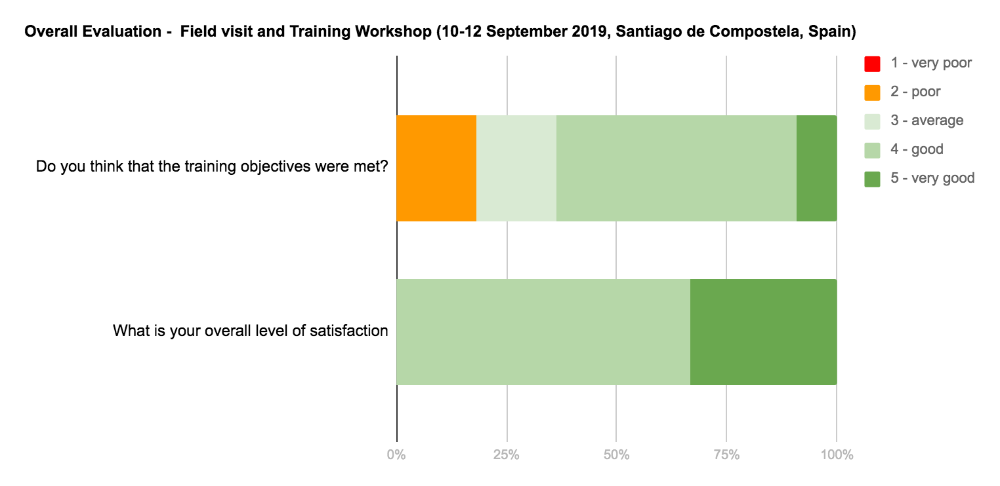 Overall Evaluation -  Field visit and Training Workshop (10-12 September 2019, Santiago de Compostela, Spain)
1 - very poor
2 - poor
3 - average
4 - good
5 - very good
Do you think that the training objectives were met?
What is your overall level of satisfaction
0% 25% 50% 75% 100%